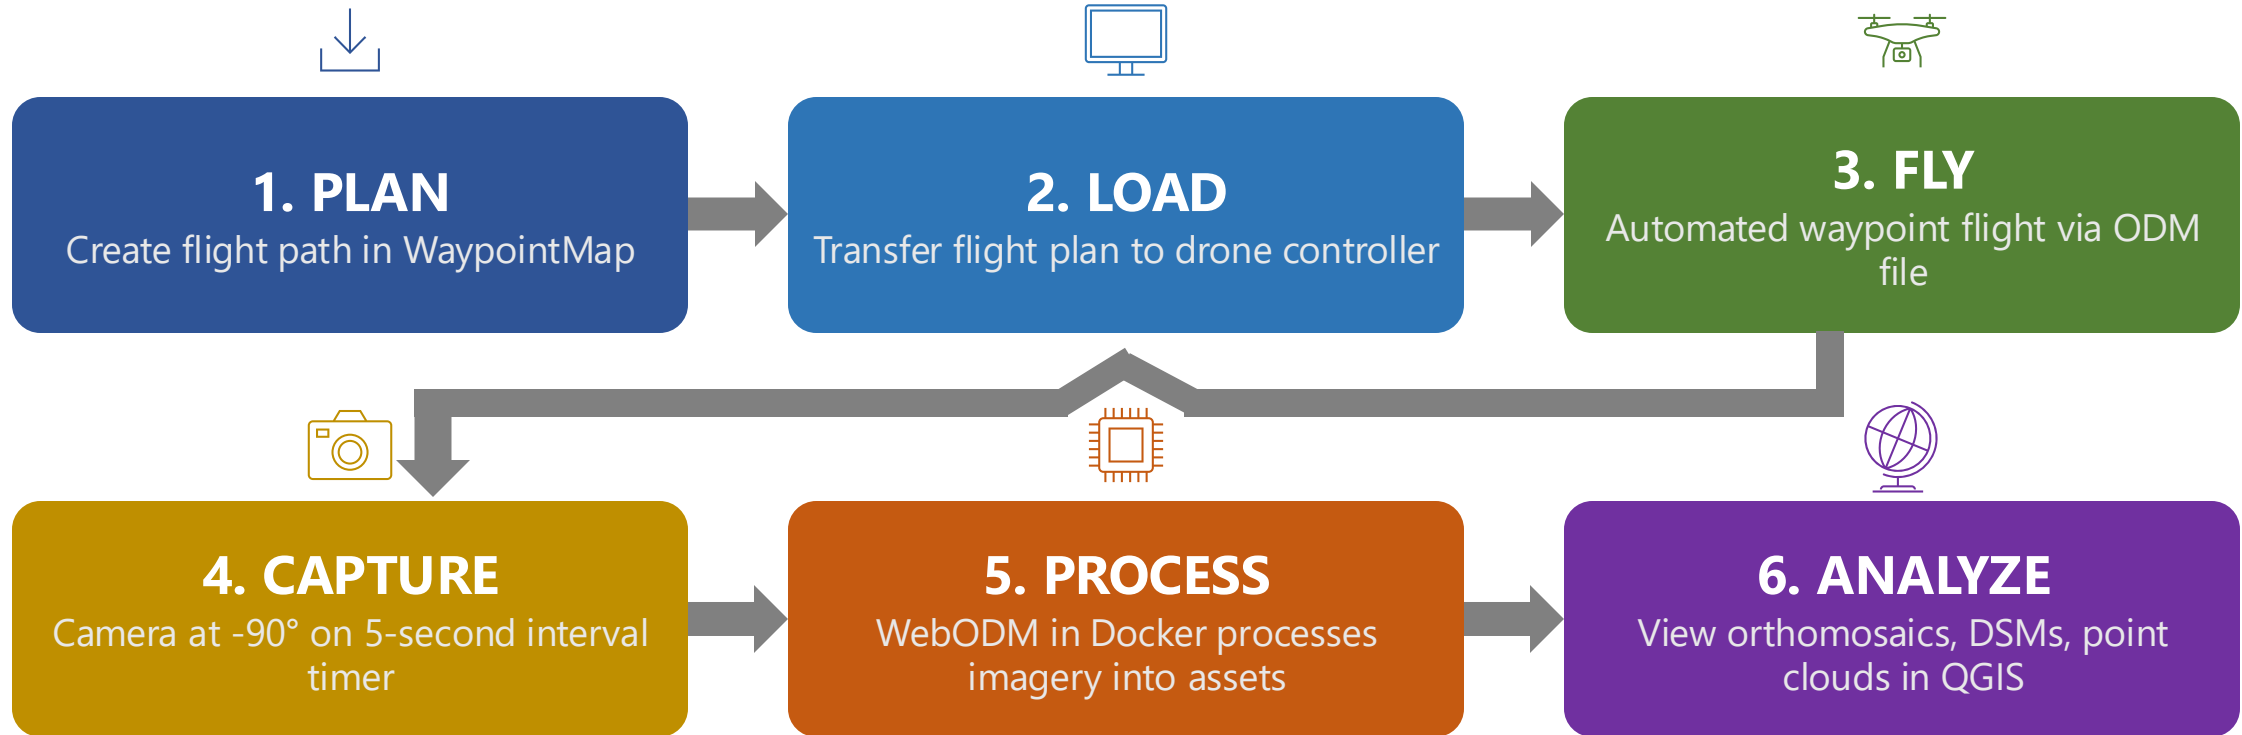 1. PLAN
Create flight path in WaypointMap
2. LOAD
Transfer flight plan to drone controller
3. FLY
Automated waypoint flight via ODM
file
4. CAPTURE
Camera at -90° on 5-second interval
timer
5. PROCESS
WebODM in Docker processes
imagery into assets
6. ANALYZE
View orthomosaics, DSMs, point
clouds in QGIS